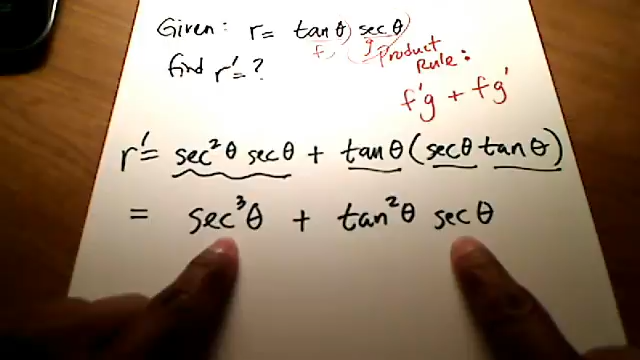 Given: r= tanθ secθ
f g Product
Rule:
find r'=?
f'g + fg'
r'= sec²θ secθ + tanθ(secθ tanθ)
= sec³θ + tan²θ secθ